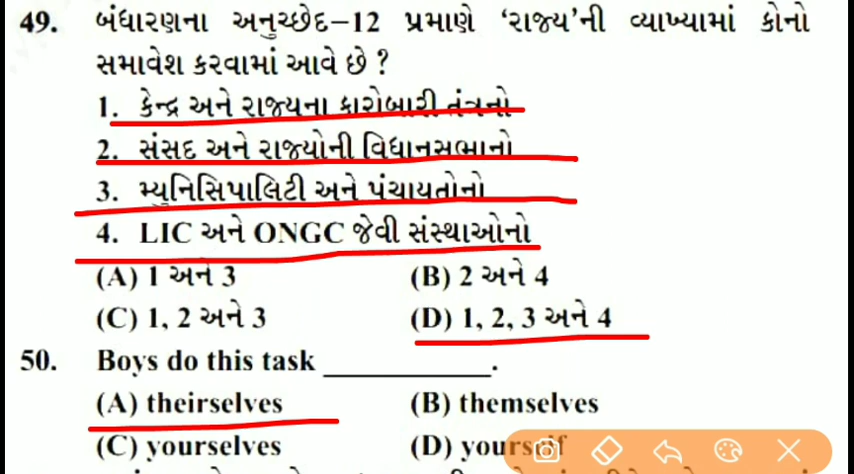 49. બંધારણના અનુચ્છેદ–12 પ્રમાણે ‘રાજ્ય’ની વ્યાખ્યામાં કોનો
સમાવેશ કરવામાં આવે છે ?
1. કેન્દ્ર અને રાજ્યના કારોબારી તંત્રનો
2. સંસદ અને રાજ્યોની વિધાનસભાનો
3. મ્યુનિસિપાલિટી અને પંચાયતોનો
4. LIC અને ONGC જેવી સંસ્થાઓનો
(A) 1 અને 3 (B) 2 અને 4
(C) 1, 2 અને 3 (D) 1, 2, 3 અને 4
50. Boys do this task ____________.
(A) theirselves (B) themselves
(C) yourselves (D) yourself